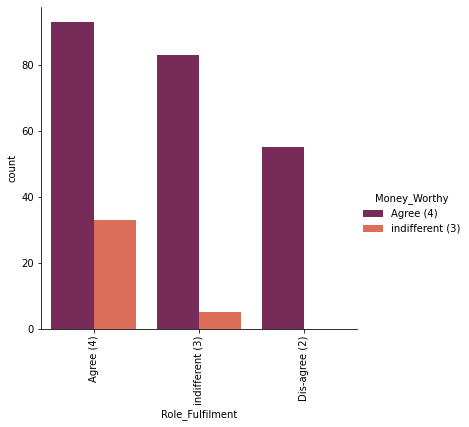 80
60
40
20
0
count
Agree (4)
indifferent (3)
Dis-agree (2)
Role_Fulfilment
Money_Worthy
Agree (4)
indifferent (3)